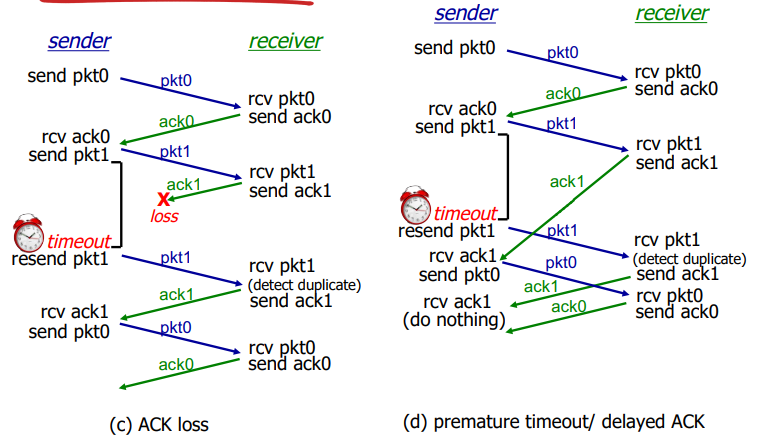 sender
receiver
send pkt0
pkt0
rcv pkt0
send ack0
ack0
rcv ack0
send pkt1
pkt1
rcv pkt1
send ack1
ack1
X
loss
timeout
resend pkt1
pkt1
rcv pkt1
(detect duplicate)
send ack1
ack1
rcv ack1
send pkt0
pkt0
rcv pkt0
send ack0
ack0
(c) ACK loss
sender
receiver
send pkt0
pkt0
rcv pkt0
send ack0
ack0
rcv ack0
send pkt1
pkt1
rcv pkt1
send ack1
ack1
timeout
resend pkt1
pkt1
rcv pkt1
(detect duplicate)
send ack1
rcv ack1
send pkt0
pkt0
ack1
rcv pkt0
send ack0
rcv ack1
(do nothing)
ack0
(d) premature timeout/ delayed ACK